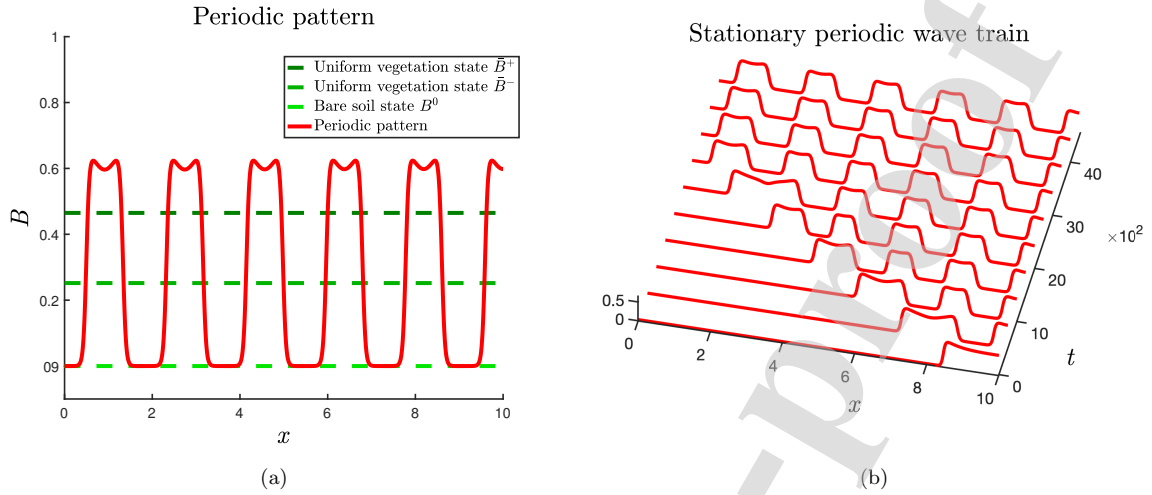 Periodic pattern
1
0.8
0.6
0.4
0.2
09
B
0
2
4
6
8
10
x
Uniform vegetation state B̄⁺
Uniform vegetation state B̄⁻
Bare soil state B⁰
Periodic pattern
(a)
Stationary periodic wave train
0.5
0
0
2
4
6
8
10
x
0
10
20
30
40
×10²
t
(b)
-proof